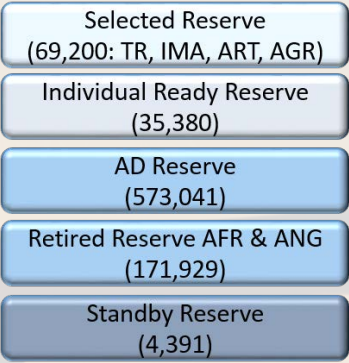 Selected Reserve
(69,200: TR, IMA, ART, AGR)
Individual Ready Reserve
(35,380)
AD Reserve
(573,041)
Retired Reserve AFR & ANG
(171,929)
Standby Reserve
(4,391)